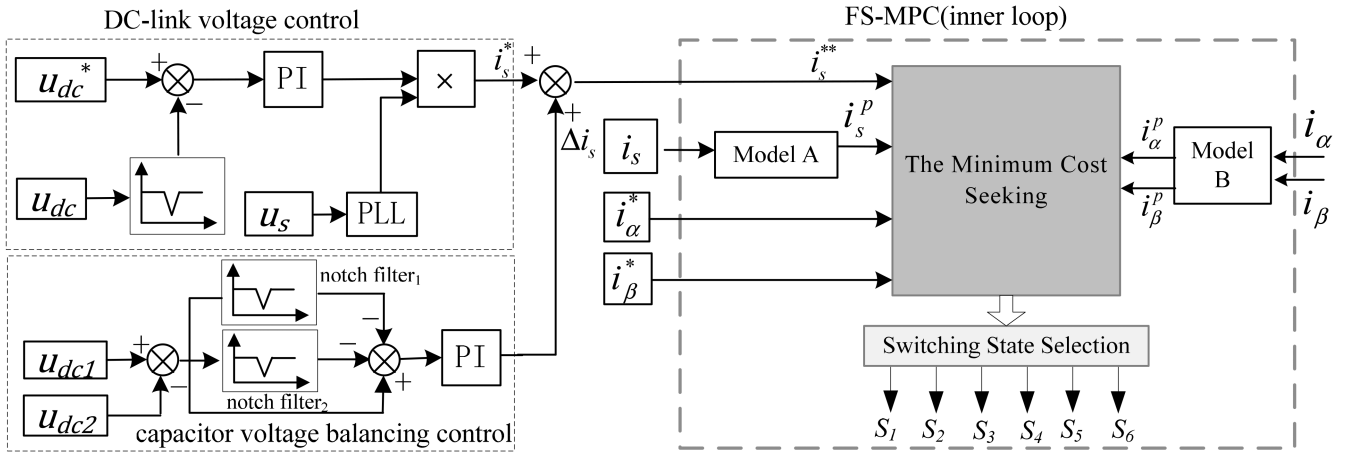 DC-link voltage control
FS-MPC(inner loop)
u_dc*
+
−
PI
×
i_s^*
+
i_s^**
+
Δi_s
u_dc
u_s
PLL
i_s
Model A
i_s^p
i_α^*
i_β^*
The Minimum Cost
Seeking
i_α^p
i_β^p
Model
B
i_α
i_β
notch filter₁
u_dc1
u_dc2
+
−
−
−
+
PI
notch filter₂
capacitor voltage balancing control
Switching State Selection
S₁ S₂ S₃ S₄ S₅ S₆